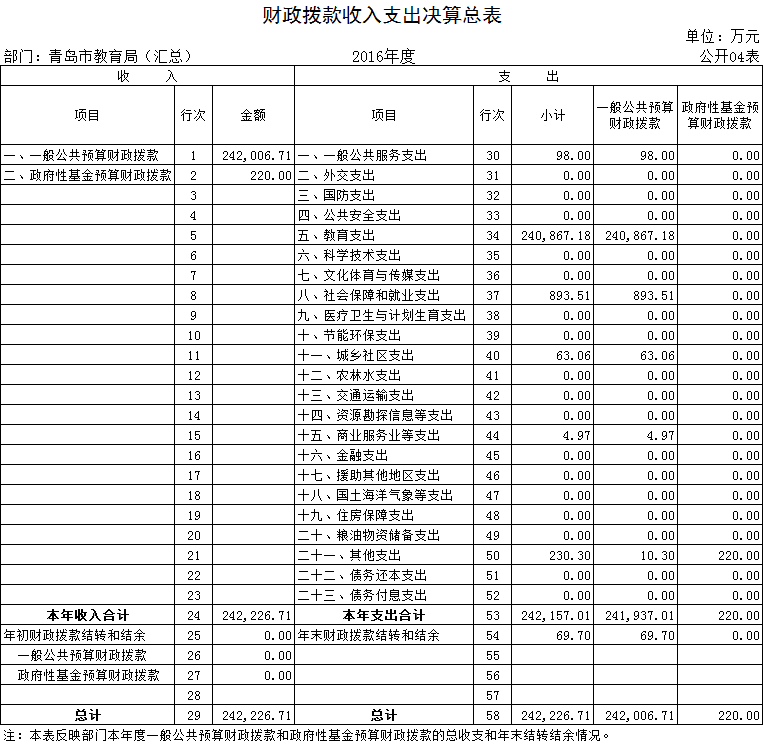 财政拨款收入支出决算总表
单位：万元
部门：青岛市教育局（汇总） 2016年度 公开04表
收 入 支 出
项目 行次 金额 项目 行次 小计 一般公共预算财政拨款 政府性基金预算财政拨款
一、一般公共预算财政拨款 1 242,006.71 一、一般公共服务支出 30 98.00 98.00 0.00
二、政府性基金预算财政拨款 2 220.00 二、外交支出 31 0.00 0.00 0.00
3 三、国防支出 32 0.00 0.00 0.00
4 四、公共安全支出 33 0.00 0.00 0.00
5 五、教育支出 34 240,867.18 240,867.18 0.00
6 六、科学技术支出 35 0.00 0.00 0.00
7 七、文化体育与传媒支出 36 0.00 0.00 0.00
8 八、社会保障和就业支出 37 893.51 893.51 0.00
9 九、医疗卫生与计划生育支出 38 0.00 0.00 0.00
10 十、节能环保支出 39 0.00 0.00 0.00
11 十一、城乡社区支出 40 63.06 63.06 0.00
12 十二、农林水支出 41 0.00 0.00 0.00
13 十三、交通运输支出 42 0.00 0.00 0.00
14 十四、资源勘探信息等支出 43 0.00 0.00 0.00
15 十五、商业服务业等支出 44 4.97 4.97 0.00
16 十六、金融支出 45 0.00 0.00 0.00
17 十七、援助其他地区支出 46 0.00 0.00 0.00
18 十八、国土海洋气象等支出 47 0.00 0.00 0.00
19 十九、住房保障支出 48 0.00 0.00 0.00
20 二十、粮油物资储备支出 49 0.00 0.00 0.00
21 二十一、其他支出 50 230.30 10.30 220.00
22 二十二、债务还本支出 51 0.00 0.00 0.00
23 二十三、债务付息支出 52 0.00 0.00 0.00
本年收入合计 24 242,226.71 本年支出合计 53 242,157.01 241,937.01 220.00
年初财政拨款结转和结余 25 0.00 年末财政拨款结转和结余 54 69.70 69.70 0.00
一般公共预算财政拨款 26 0.00 55
政府性基金预算财政拨款 27 0.00 56
28 57
总计 29 242,226.71 总计 58 242,226.71 242,006.71 220.00
注：本表反映部门本年度一般公共预算财政拨款和政府性基金预算财政拨款的总收支和年末结转结余情况。